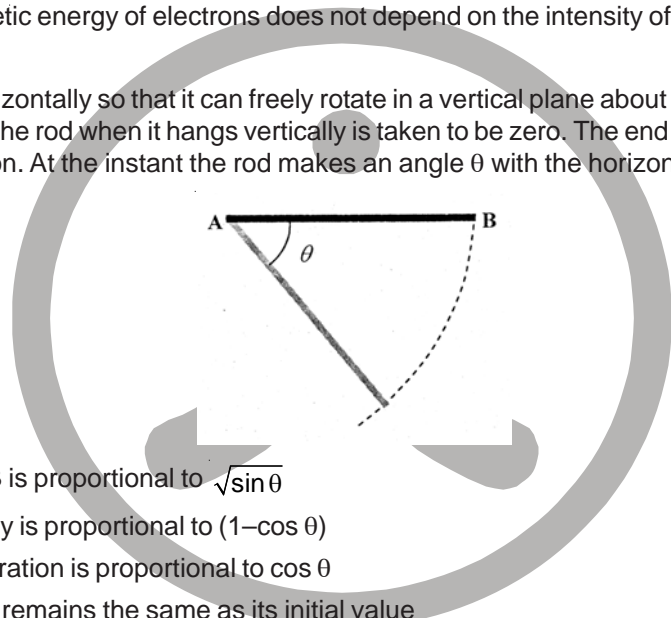 etic energy of electrons does not depend on the intensity of
zontally so that it can freely rotate in a vertical plane about
he rod when it hangs vertically is taken to be zero. The end
on. At the instant the rod makes an angle θ with the horizon
A B
θ
is proportional to √sin θ
y is proportional to (1–cos θ)
ration is proportional to cos θ
remains the same as its initial value